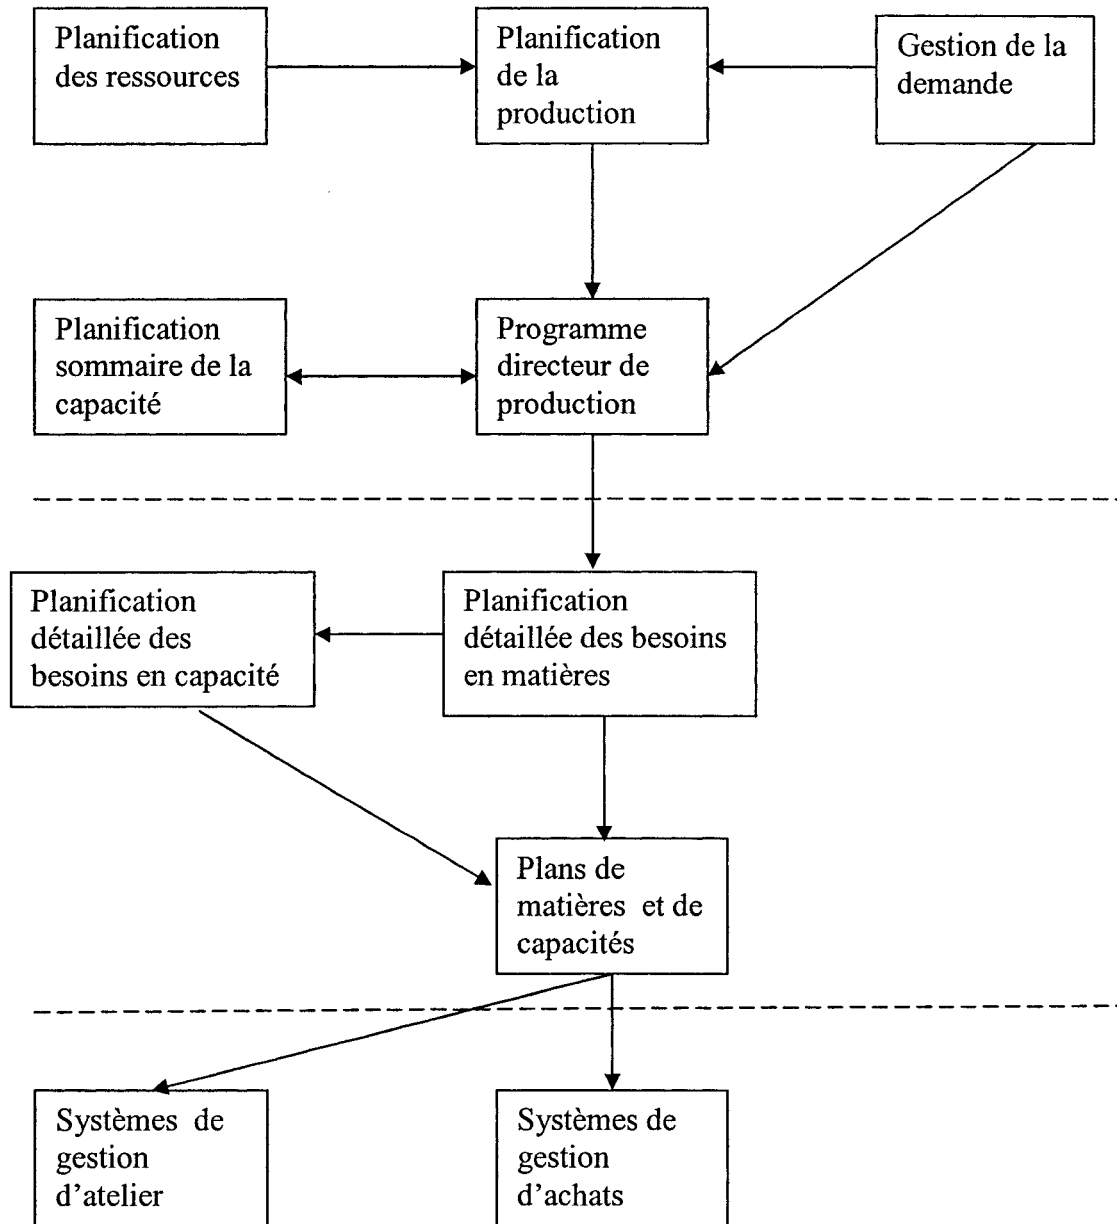 Planification
des ressources
Planification
de la
production
Gestion de la
demande
Planification
sommaire de la
capacité
Programme
directeur de
production
Planification
détaillée des
besoins en capacité
Planification
détaillée des besoins
en matières
Plans de
matières et de
capacités
Systèmes de
gestion
d'atelier
Systèmes de
gestion
d'achats